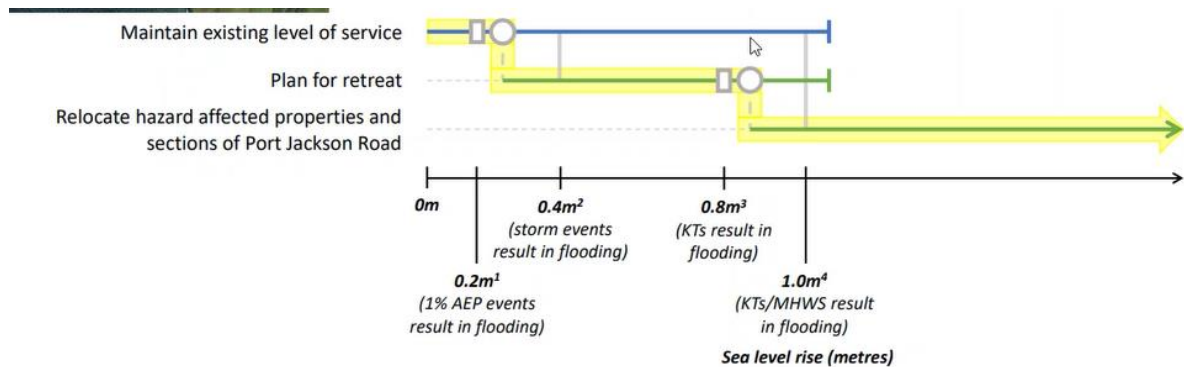 Maintain existing level of service
Plan for retreat
Relocate hazard affected properties and
sections of Port Jackson Road
0m
0.4m²
(storm events
result in flooding)
0.8m³
(KTs result in
flooding)
0.2m¹
(1% AEP events
result in flooding)
1.0m⁴
(KTs/MHWS result
in flooding)
Sea level rise (metres)